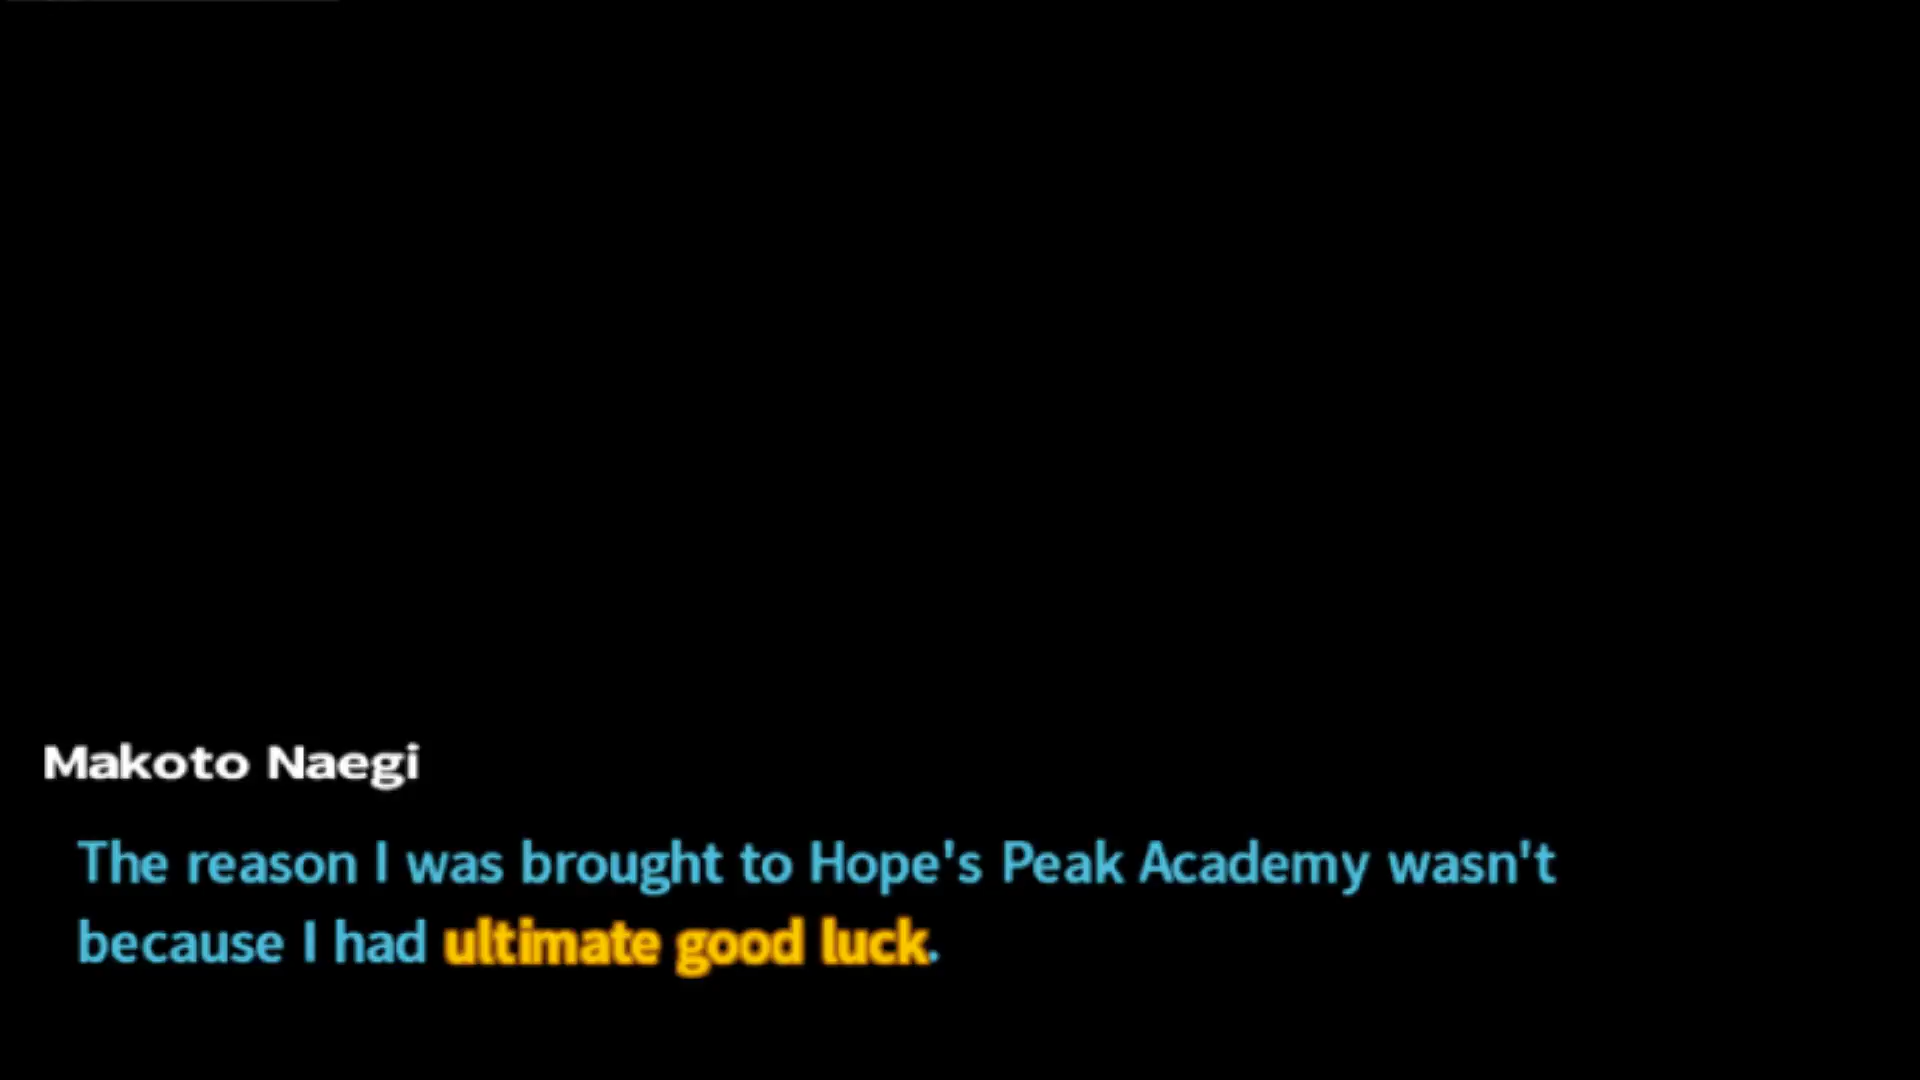 Makoto Naegi
The reason I was brought to Hope's Peak Academy wasn't
because I had ultimate good luck.